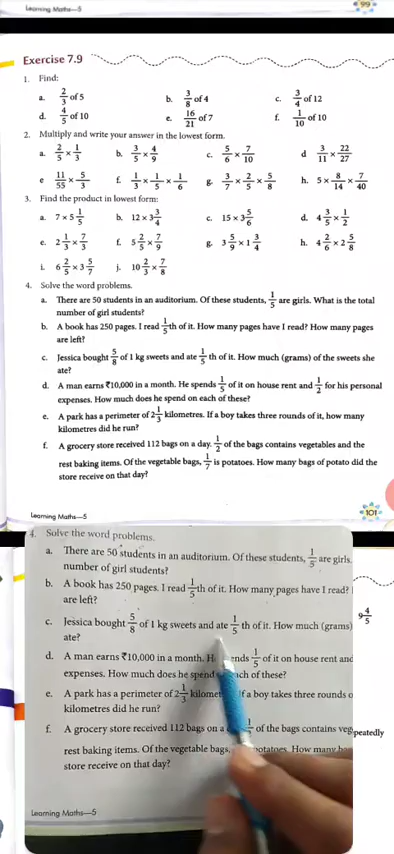 Learning Maths—5
99
Exercise 7.9
1. Find:
a. 2/3 of 5 b. 3/8 of 4 c. 3/4 of 12
d. 4/5 of 10 e. 16/21 of 7 f. 1/10 of 10
2. Multiply and write your answer in the lowest form.
a. 2/5 × 1/3 b. 3/5 × 4/9 c. 5/6 × 7/10 d 3/11 × 22/27
e 11/55 × 5/3 f. 1/3 × 1/5 × 1/6 g. 3/7 × 2/5 × 5/8 h. 5 × 8/14 × 7/40
3. Find the product in lowest form:
a. 7 × 5 1/5 b. 12 × 3 3/4 c. 15 × 3 5/6 d. 4 3/5 × 1/2
e. 2 1/3 × 7/3 f. 5 2/5 × 7/9 g. 3 5/9 × 1 3/4 h. 4 2/6 × 2 5/8
i. 6 2/5 × 3 5/7 j. 10 2/3 × 7/8
4. Solve the word problems.
a. There are 50 students in an auditorium. Of these students, 1/5 are girls. What is the total
number of girl students?
b. A book has 250 pages. I read 1/5th of it. How many pages have I read? How many pages
are left?
c. Jessica bought 5/8 of 1 kg sweets and ate 1/5 th of it. How much (grams) of the sweets she
ate?
d. A man earns ₹10,000 in a month. He spends 1/5 of it on house rent and 1/2 for his personal
expenses. How much does he spend on each of these?
e. A park has a perimeter of 2 1/3 kilometres. If a boy takes three rounds of it, how many
kilometres did he run?
f. A grocery store received 112 bags on a day. 1/2 of the bags contains vegetables and the
rest baking items. Of the vegetable bags, 1/7 is potatoes. How many bags of potato did the
store receive on that day?
Learning Maths—5
101
4. Solve the word problems.
a. There are 50 students in an auditorium. Of these students, 1/5 are girls.
number of girl students?
b. A book has 250 pages. I read 1/5th of it. How many pages have I read?
are left?
c. Jessica bought 5/8 of 1 kg sweets and ate 1/5 th of it. How much (grams)
ate?
d. A man earns ₹10,000 in a month. H ends 1/5 of it on house rent and
expenses. How much does he spend ach of these?
e. A park has a perimeter of 2 1/3 kilomet f a boy takes three rounds o
kilometres did he run?
f. A grocery store received 112 bags on a of the bags contains veg
rest baking items. Of the vegetable bags, potatoes. How many
store receive on that day?
Learning Maths—5
9 4/5
peatedly